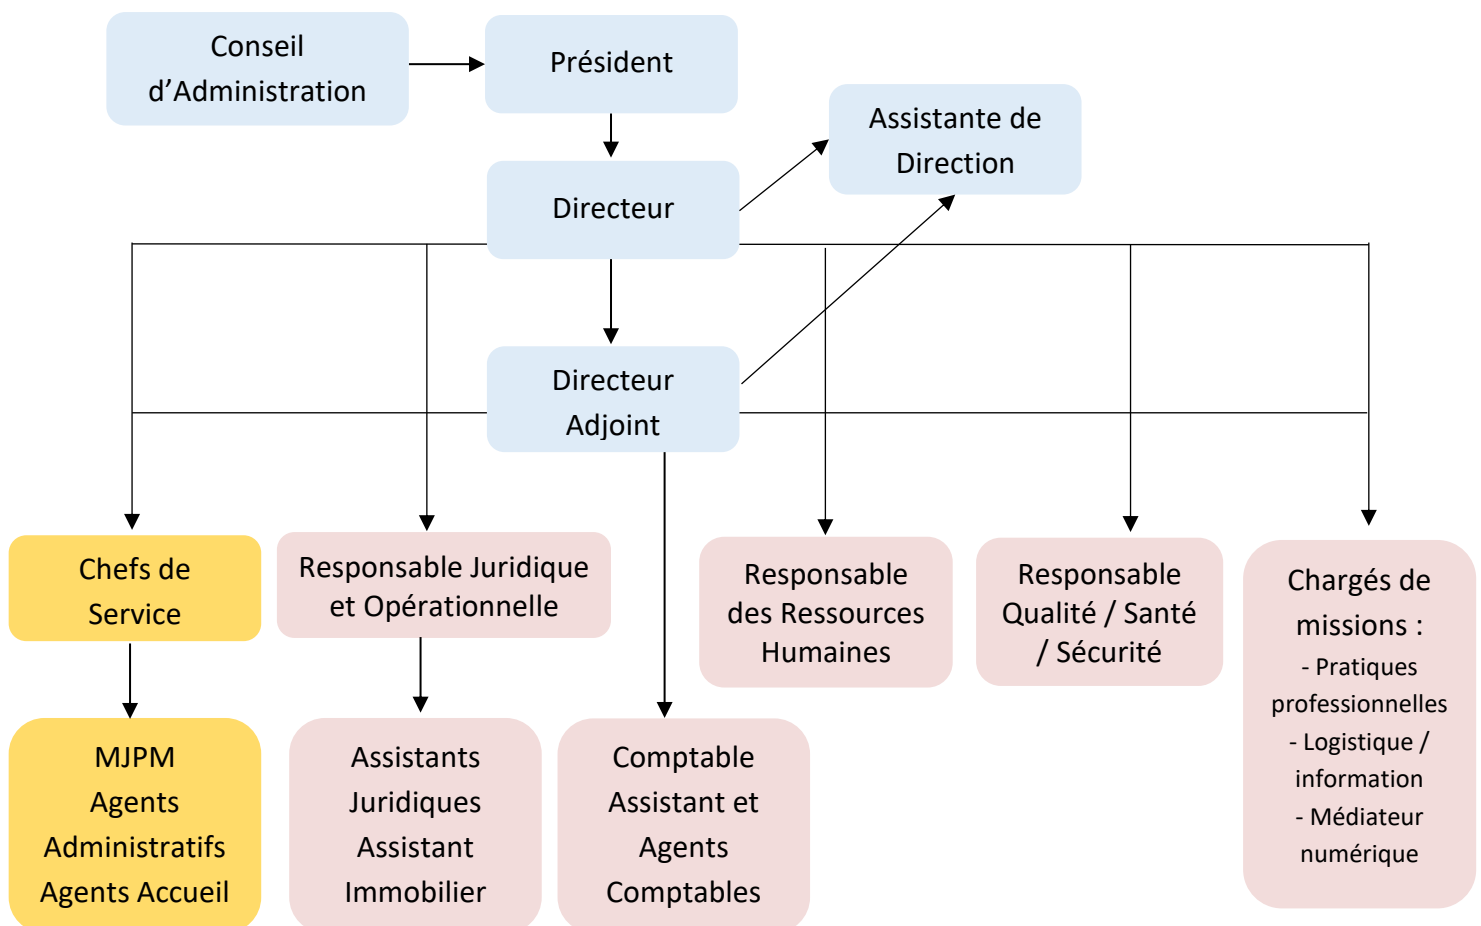 Conseil
d’Administration
Président
Assistante de
Direction
Directeur
Directeur
Adjoint
Chefs de
Service
Responsable Juridique
et Opérationnelle
Responsable
des Ressources
Humaines
Responsable
Qualité / Santé
/ Sécurité
Chargés de
missions :
- Pratiques
professionnelles
- Logistique /
information
- Médiateur
numérique
MJPM
Agents
Administratifs
Agents Accueil
Assistants
Juridiques
Assistant
Immobilier
Comptable
Assistant et
Agents
Comptables